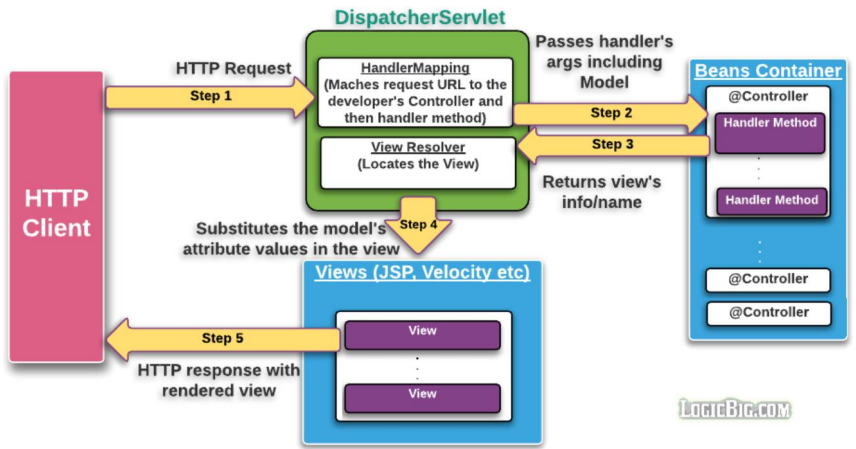 DispatcherServlet
HTTP Request
Step 1
HandlerMapping
(Maches request URL to the
developer's Controller and
then handler method)
View Resolver
(Locates the View)
Passes handler's
args including
Model
Step 2
Step 3
Returns view's
info/name
Beans Container
@Controller
Handler Method
Handler Method
@Controller
@Controller
HTTP
Client
Substitutes the model's
attribute values in the view
Step 4
Views (JSP, Velocity etc)
View
View
Step 5
HTTP response with
rendered view
LogicBig.com